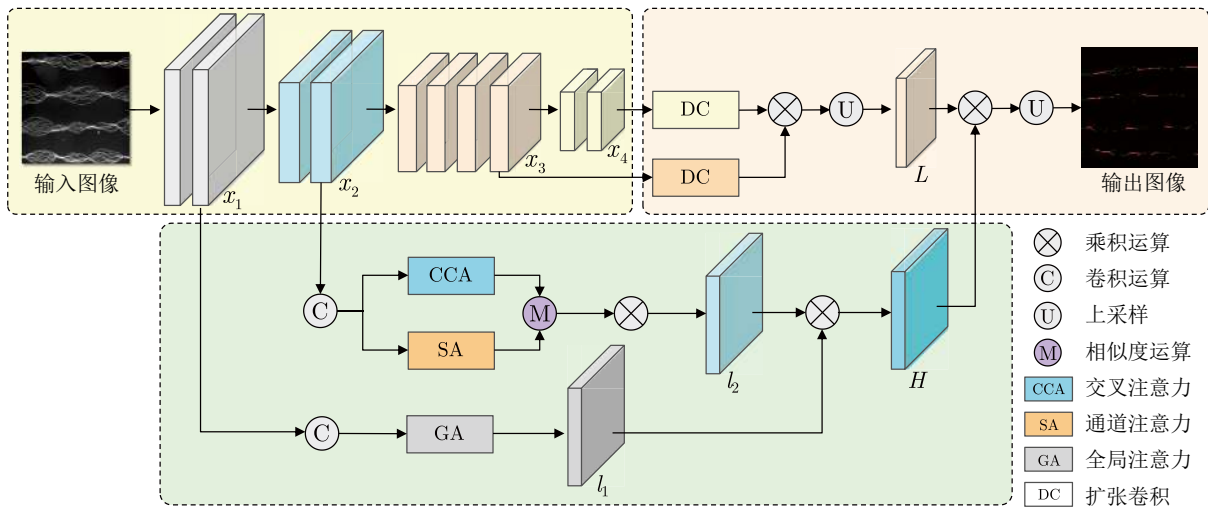 输入图像
x1
x2
x3
x4
DC
DC
U
L
U
输出图像
C
CCA
SA
M
l2
H
C
GA
l1
乘积运算
C 卷积运算
U 上采样
M 相似度运算
CCA 交叉注意力
SA 通道注意力
GA 全局注意力
DC 扩张卷积